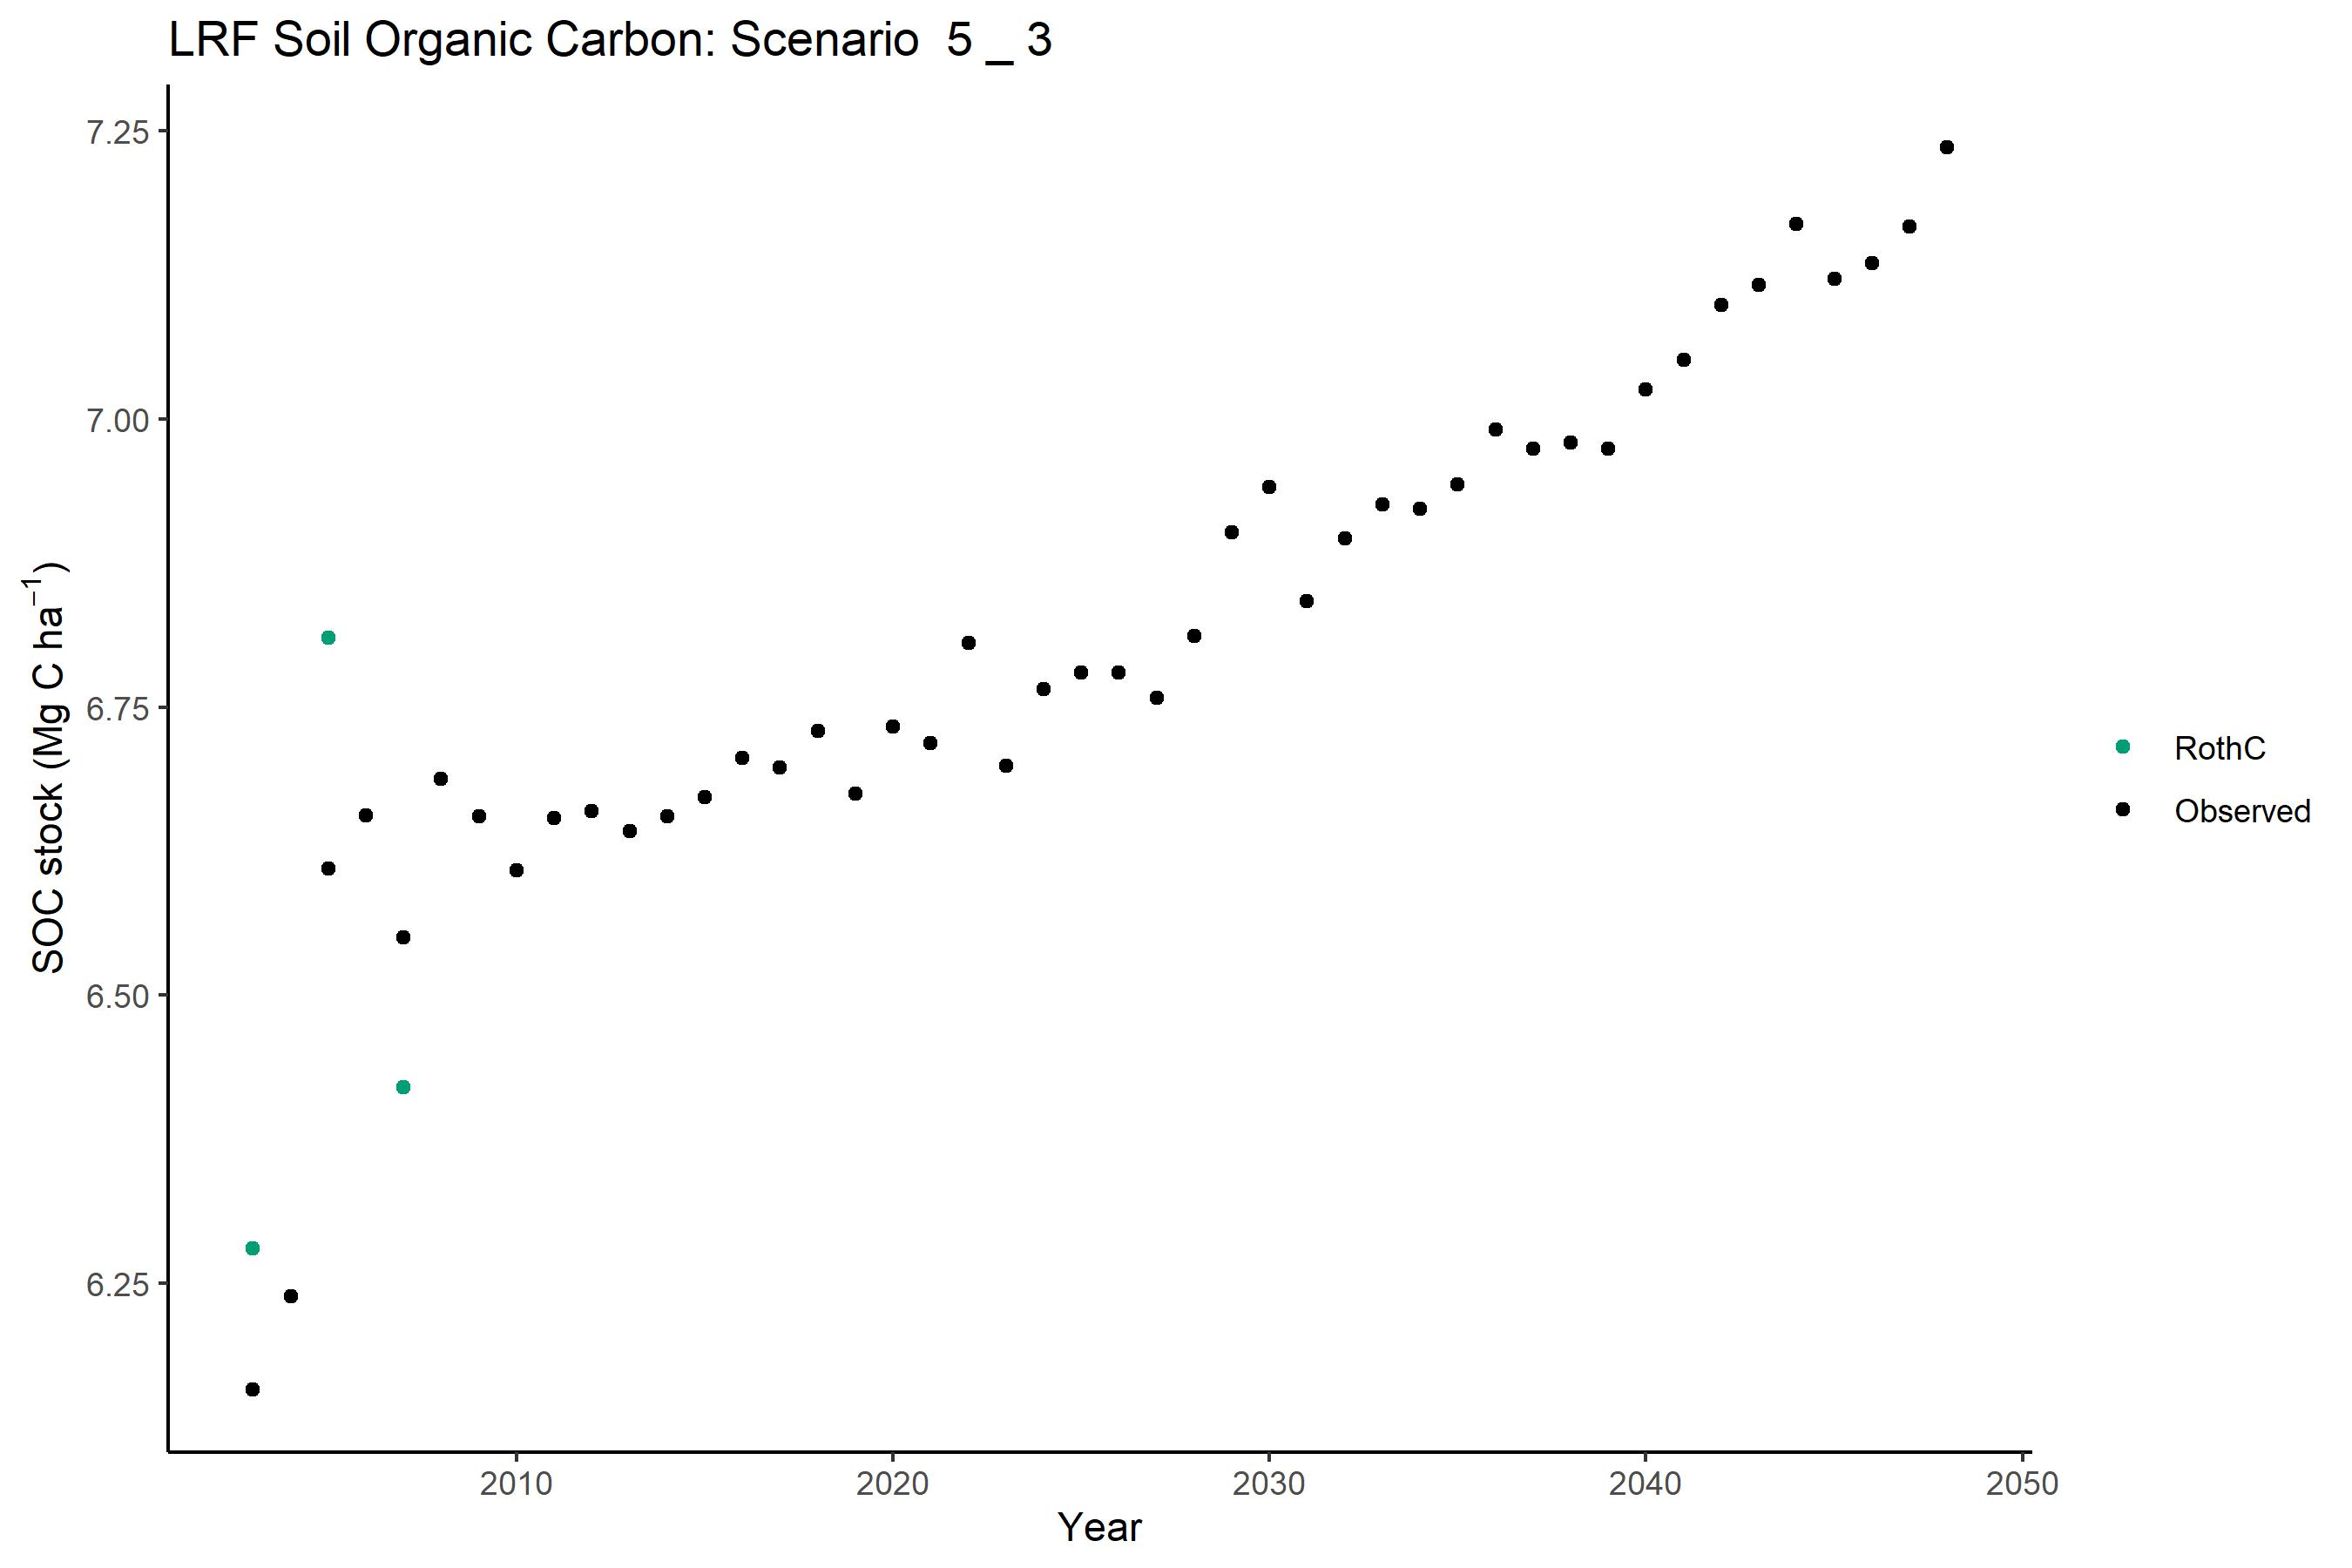 LRF Soil Organic Carbon: Scenario  5 _ 3
SOC stock (Mg C ha⁻¹)
7.25
7.00
6.75
6.50
6.25
2010
2020
2030
2040
2050
Year
RothC
Observed